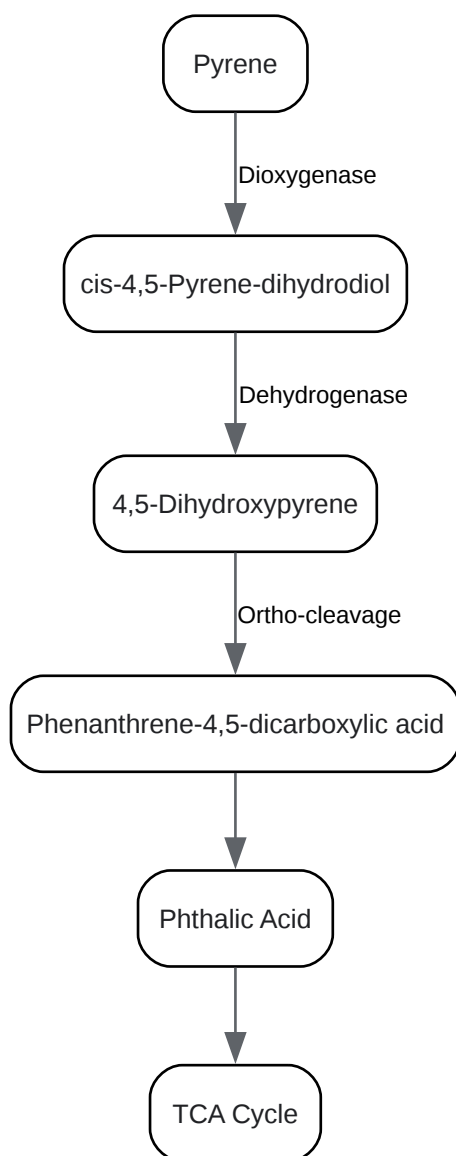 Pyrene
Dioxygenase
cis-4,5-Pyrene-dihydrodiol
Dehydrogenase
4,5-Dihydroxypyrene
Ortho-cleavage
Phenanthrene-4,5-dicarboxylic acid
Phthalic Acid
TCA Cycle